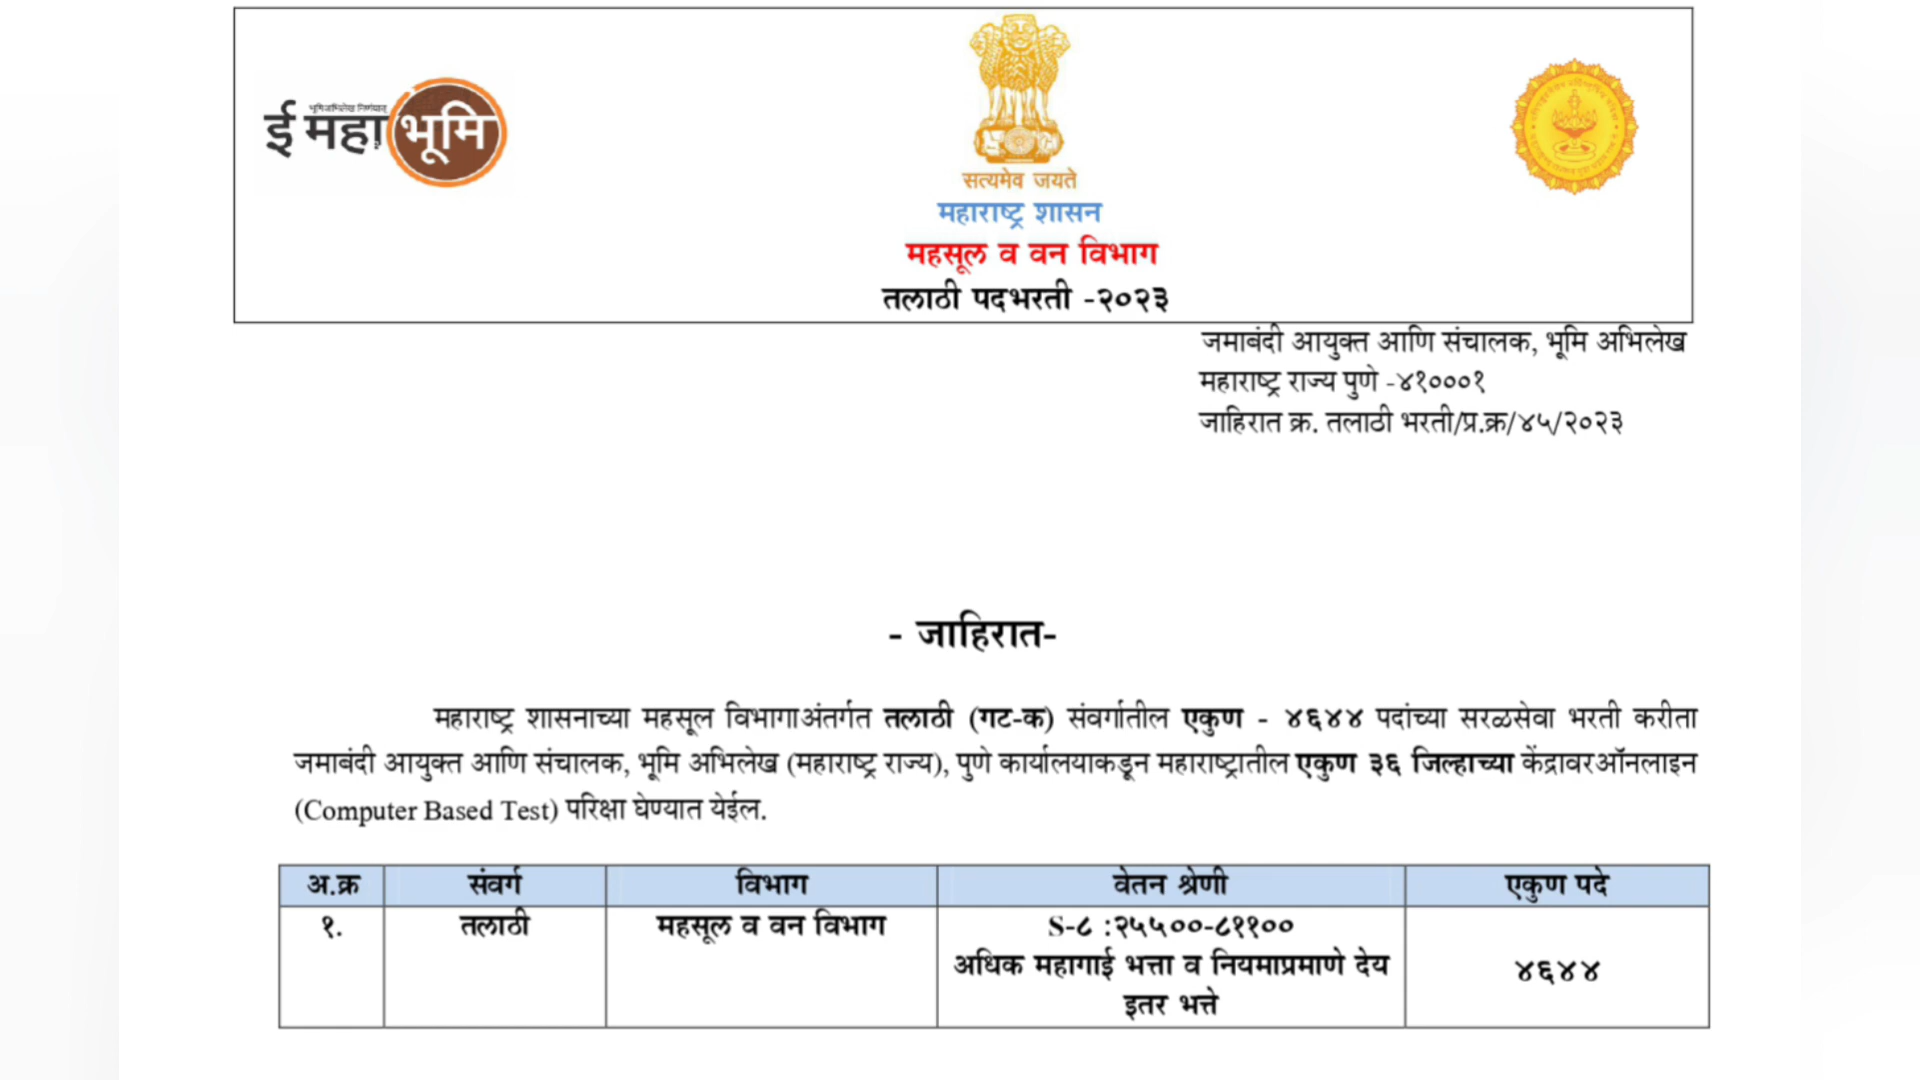 भूमिअभिलेख निर्णयात
ई महाभूमि
सत्यमेव जयते
महाराष्ट्र शासन
महसूल व वन विभाग
तलाठी पदभरती -२०२३
जमाबंदी आयुक्त आणि संचालक, भूमि अभिलेख
महाराष्ट्र राज्य पुणे -४१०००१
जाहिरात क्र. तलाठी भरती/प्र.क्र/४५/२०२३
- जाहिरात-
महाराष्ट्र शासनाच्या महसूल विभागाअंतर्गत तलाठी (गट-क) संवर्गातील एकुण - ४६४४ पदांच्या सरळसेवा भरती करीता
जमाबंदी आयुक्त आणि संचालक, भूमि अभिलेख (महाराष्ट्र राज्य), पुणे कार्यालयाकडून महाराष्ट्रातील एकुण ३६ जिल्हाच्या केंद्रावरऑनलाइन
(Computer Based Test) परिक्षा घेण्यात येईल.
अ.क्र संवर्ग विभाग वेतन श्रेणी एकुण पदे
१. तलाठी महसूल व वन विभाग S-८ :२५५००-८११००
अधिक महागाई भत्ता व नियमाप्रमाणे देय
४६४४
इतर भत्ते